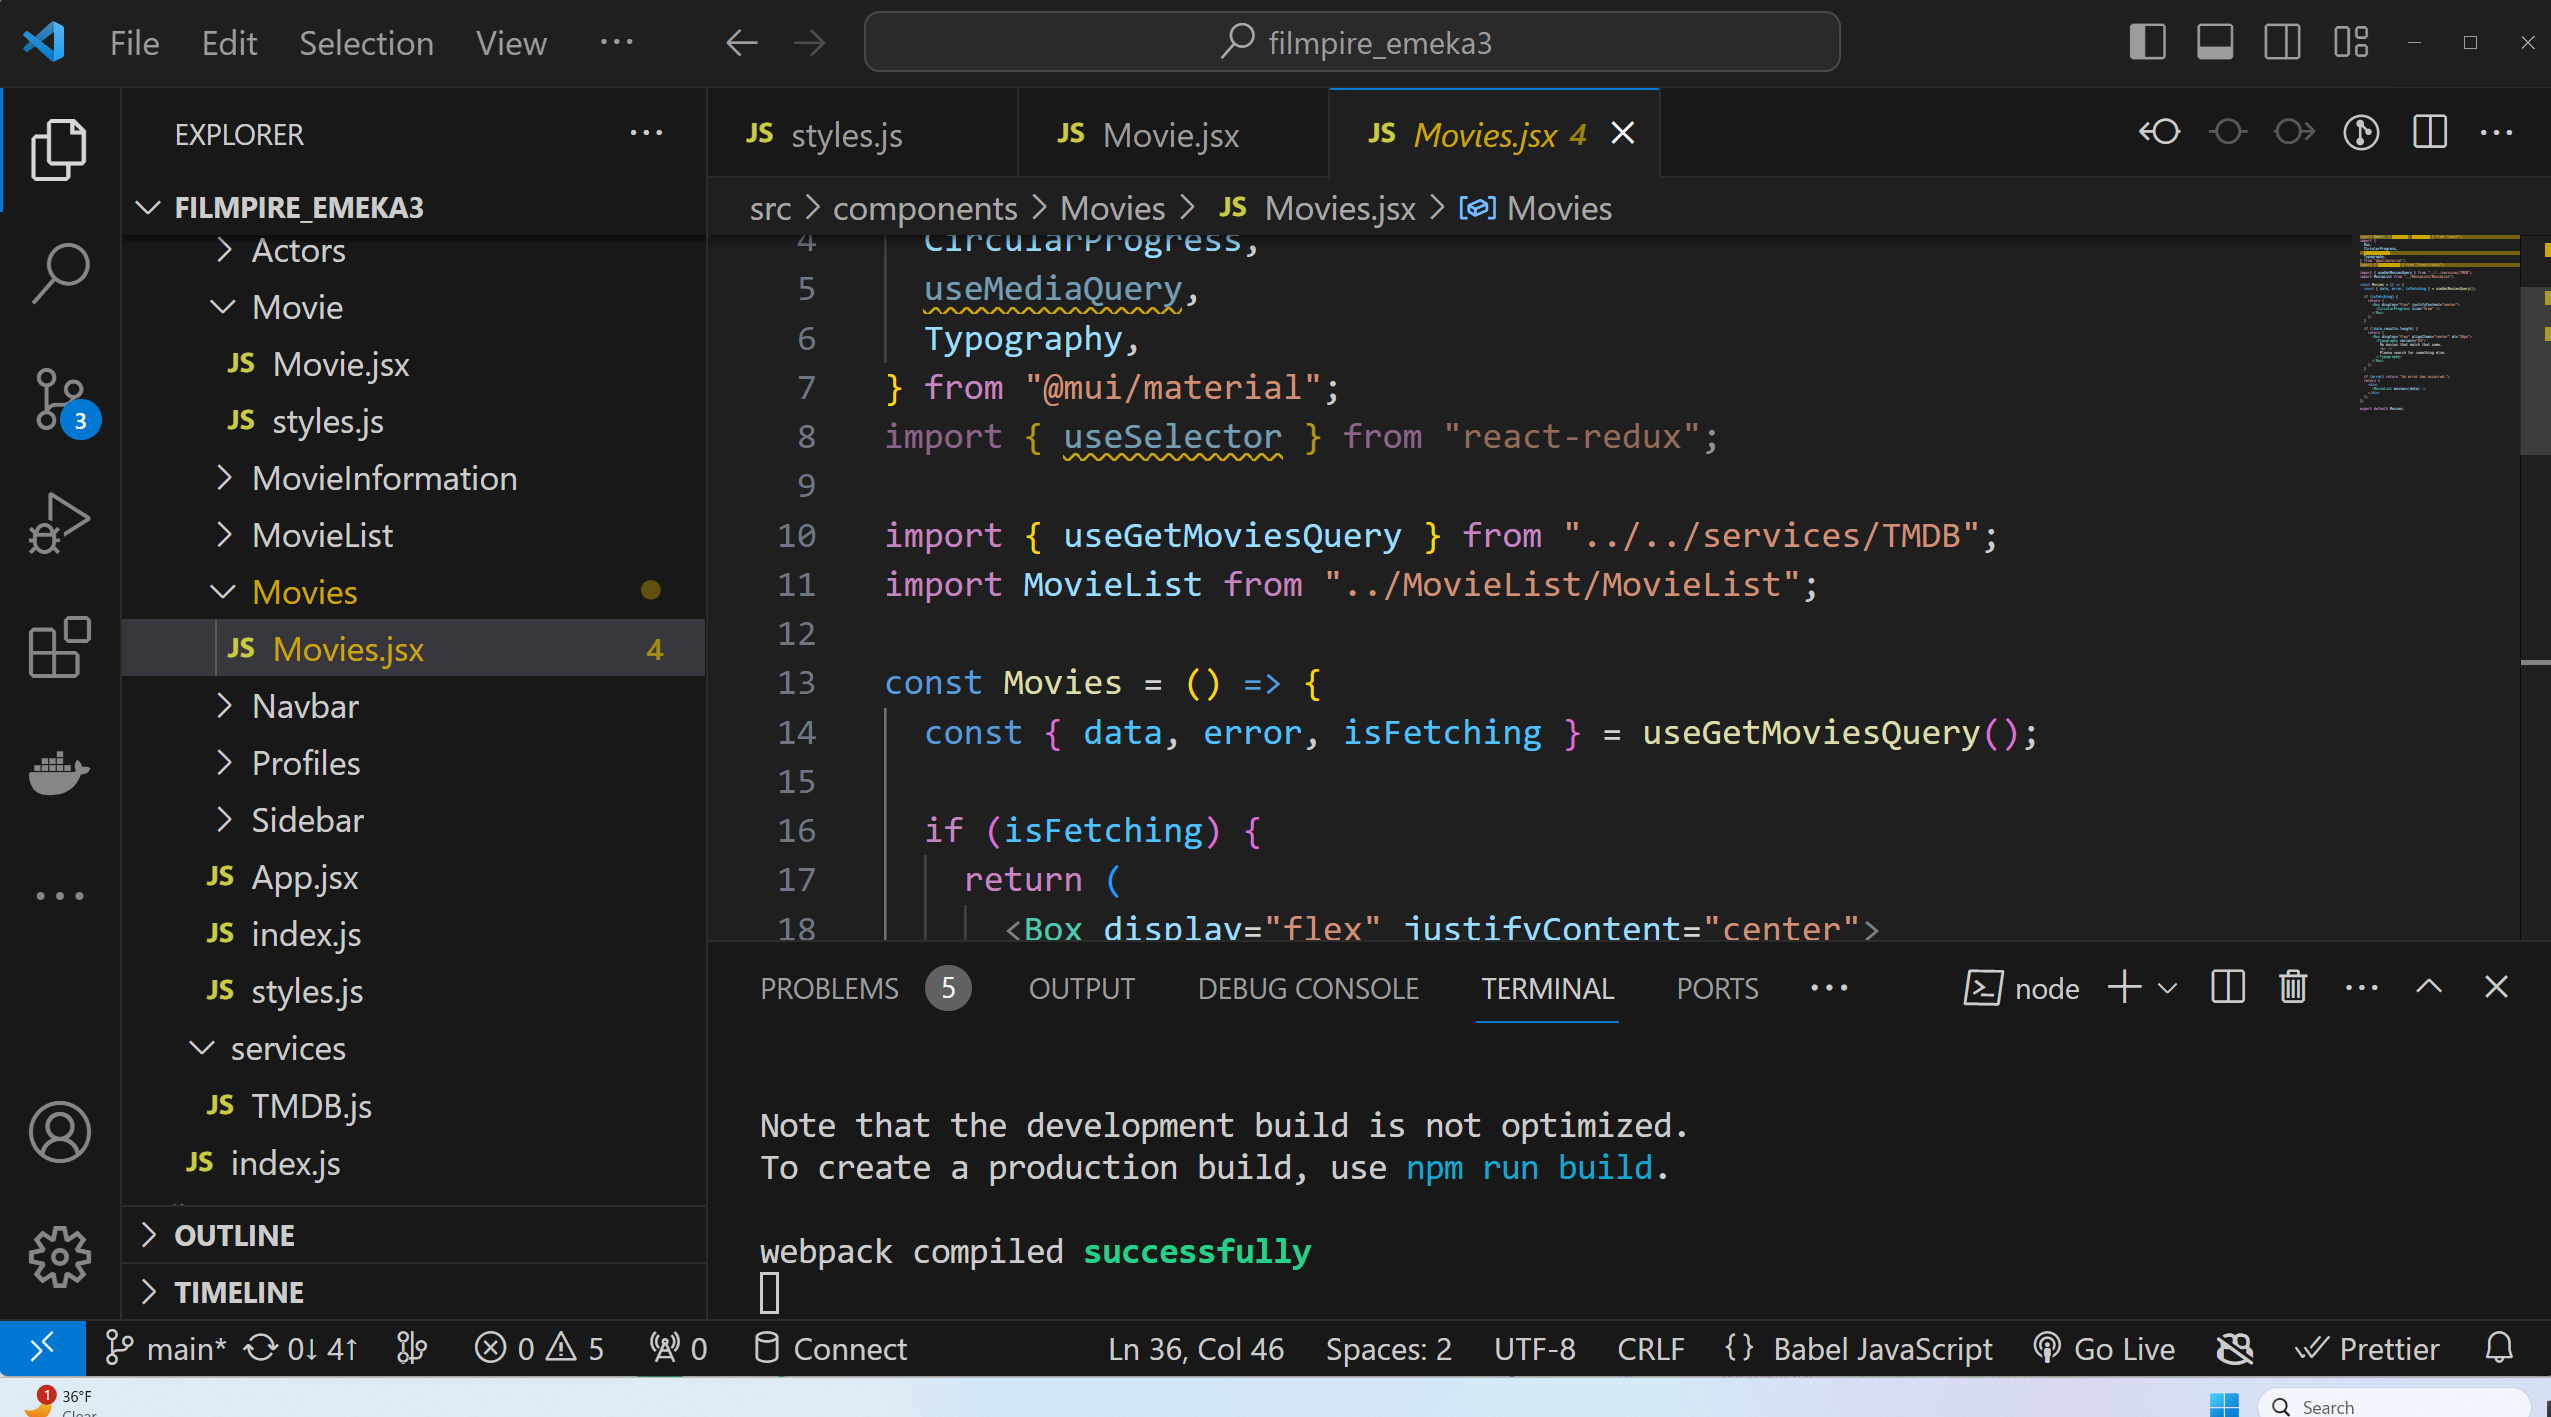 File Edit Selection View ··· filmpire_emeka3
EXPLORER ···
FILMPIRE_EMEKA3
Actors
Movie
JS Movie.jsx
JS styles.js
MovieInformation
MovieList
Movies
JS Movies.jsx 4
Navbar
Profiles
Sidebar
JS App.jsx
JS index.js
JS styles.js
services
JS TMDB.js
JS index.js
OUTLINE
TIMELINE
3
JS styles.js JS Movie.jsx JS Movies.jsx 4
src > components > Movies > JS Movies.jsx > Movies
4 CircularProgress,
5 useMediaQuery,
6 Typography,
7 } from "@mui/material";
8 import { useSelector } from "react-redux";
9
10 import { useGetMoviesQuery } from "../../services/TMDB";
11 import MovieList from "../MovieList/MovieList";
12
13 const Movies = () => {
14 const { data, error, isFetching } = useGetMoviesQuery();
15
16 if (isFetching) {
17 return (
18 <Box display="flex" justifyContent="center">
PROBLEMS 5 OUTPUT DEBUG CONSOLE TERMINAL PORTS ··· node
Note that the development build is not optimized.
To create a production build, use npm run build.
webpack compiled successfully
main* 0↓ 4↑ 0 5 0 Connect Ln 36, Col 46 Spaces: 2 UTF-8 CRLF {} Babel JavaScript Go Live Prettier
1 36°F
Clear
Search